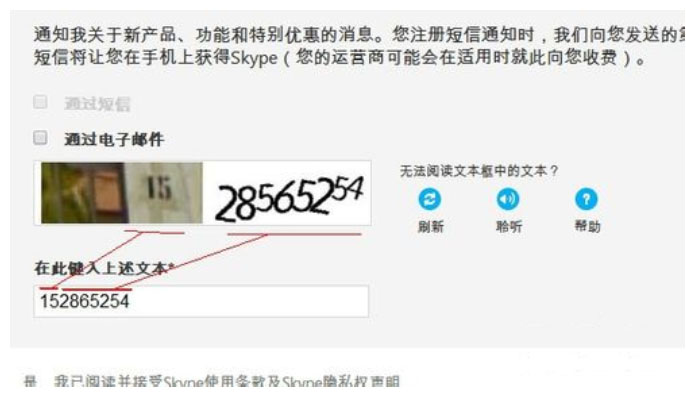 通知我关于新产品、功能和特别优惠的消息。您注册短信通知时，我们向您发送的
短信将让您在手机上获得Skype（您的运营商可能会在适用时就此向您收费）。
通过短信
通过电子邮件
15 28565254
无法阅读文本框中的文本？
刷新 聆听 帮助
在此键入上述文本*
152865254
是 我已阅读并接受Skype使用条款及Skype隐私权声明